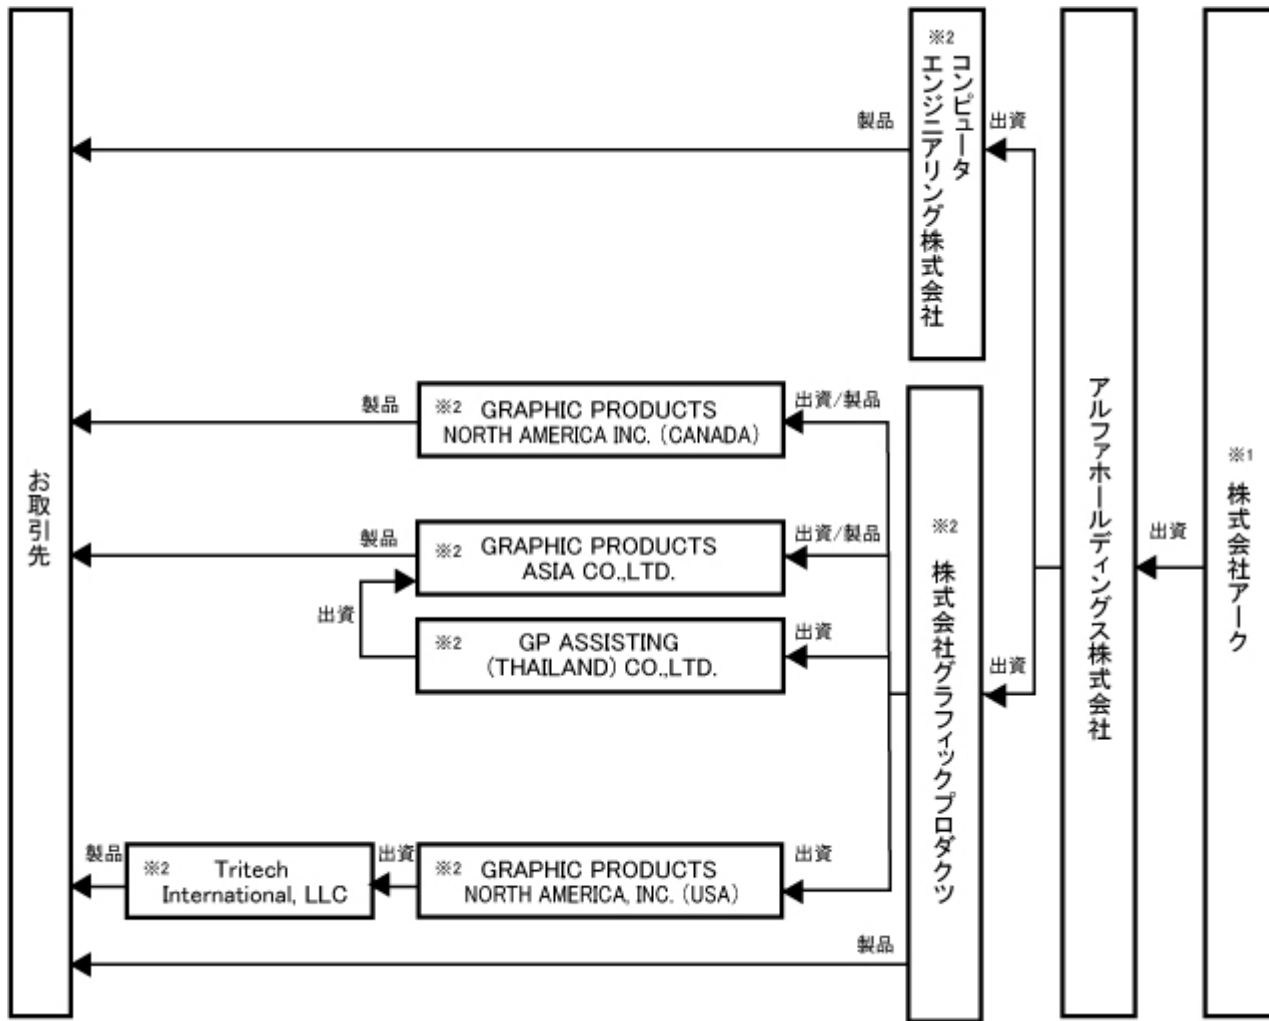 ※2
コンピュータ
エンジニアリング株式会社
製品
出資
製品
※2 GRAPHIC PRODUCTS
NORTH AMERICA INC. (CANADA)
出資/製品
製品
※2 GRAPHIC PRODUCTS
ASIA CO.,LTD.
出資/製品
出資
※2 GP ASSISTING
(THAILAND) CO.,LTD.
出資
製品
※2 Tritech
International, LLC
出資
※2 GRAPHIC PRODUCTS
NORTH AMERICA, INC. (USA)
出資
製品
※2 株式会社グラフィックプロダクツ
出資
アルファホールディングス株式会社
出資
※1 株式会社アーク
お取引先